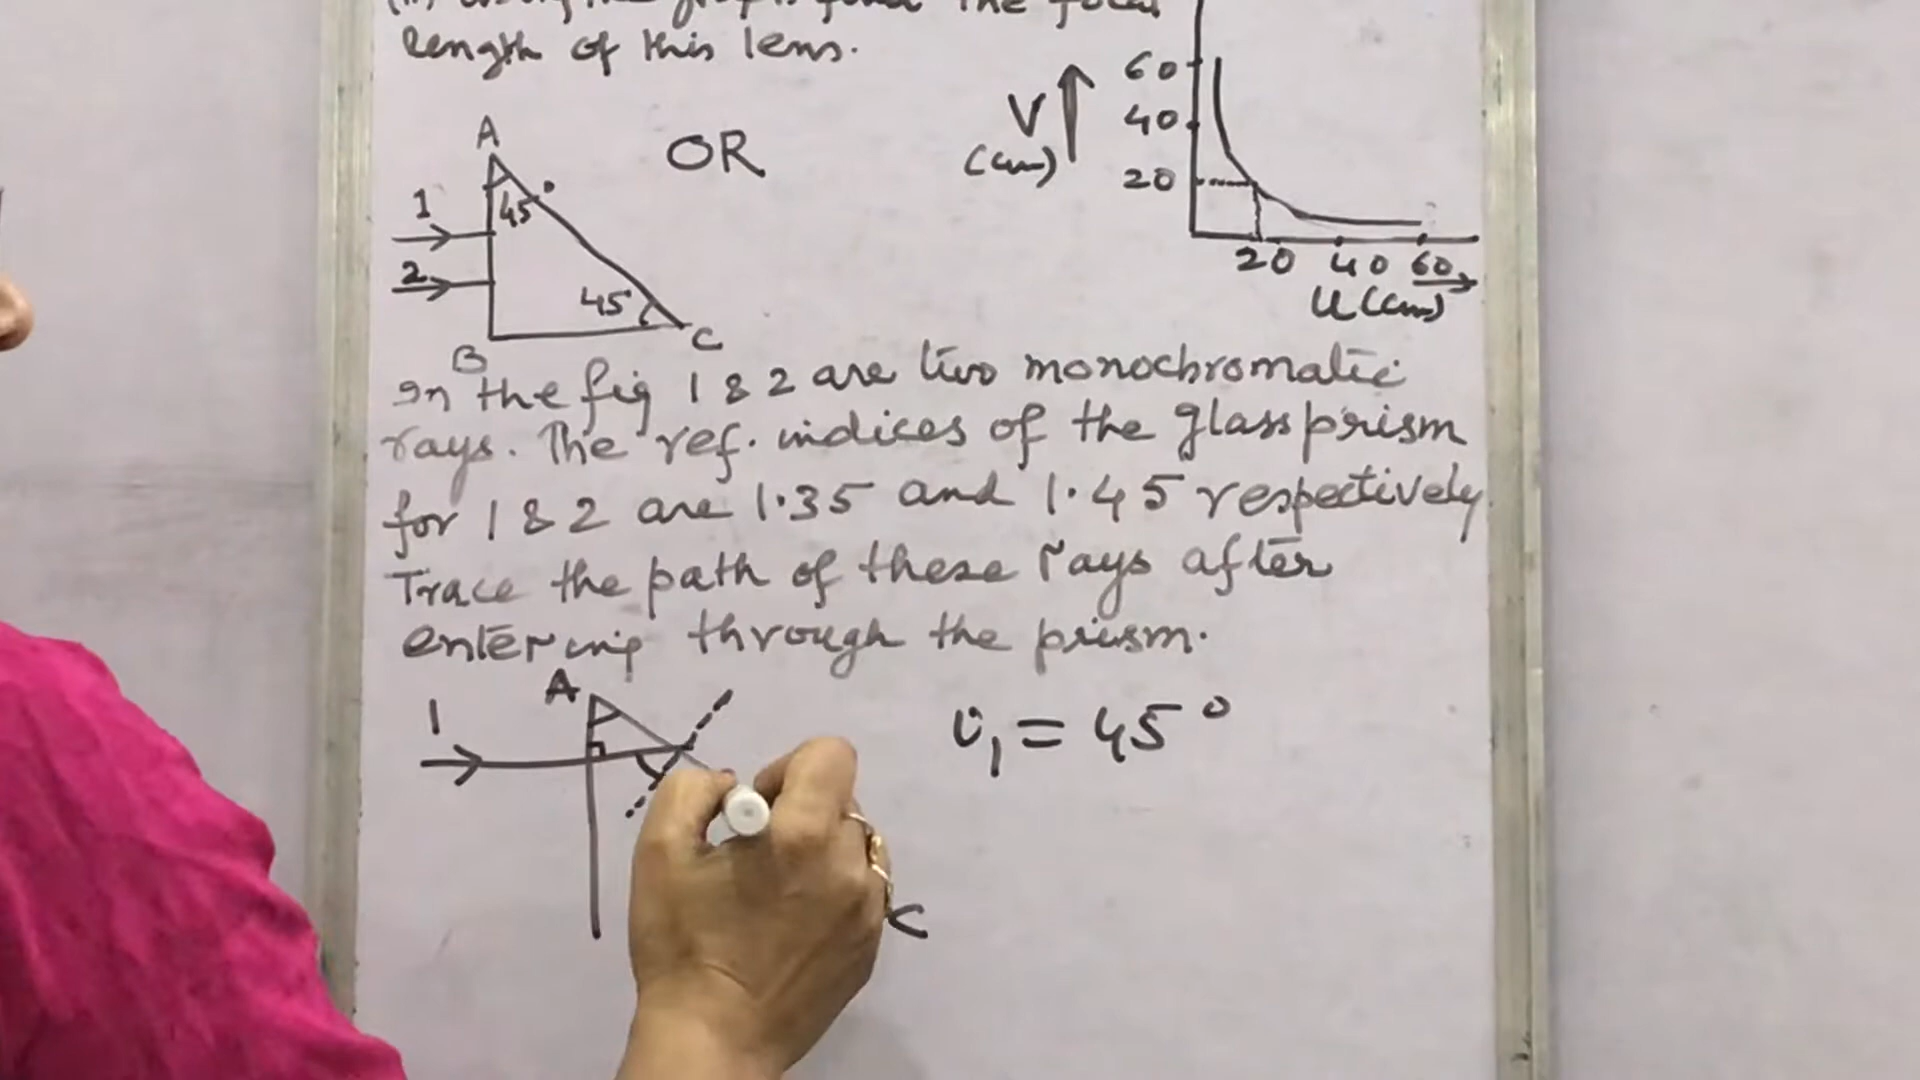 the focal
length of this lens.
OR
A
45°
1
2
45°
B
C
V
(cm)
60
40
20
20 40 60
u (cm)
In the fig 1 & 2 are two monochromatic
rays. The ref. indices of the glass prism
for 1 & 2 are 1.35 and 1.45 respectively
Trace the path of these rays after
entering through the prism.
A
1
i₁ = 45°
C